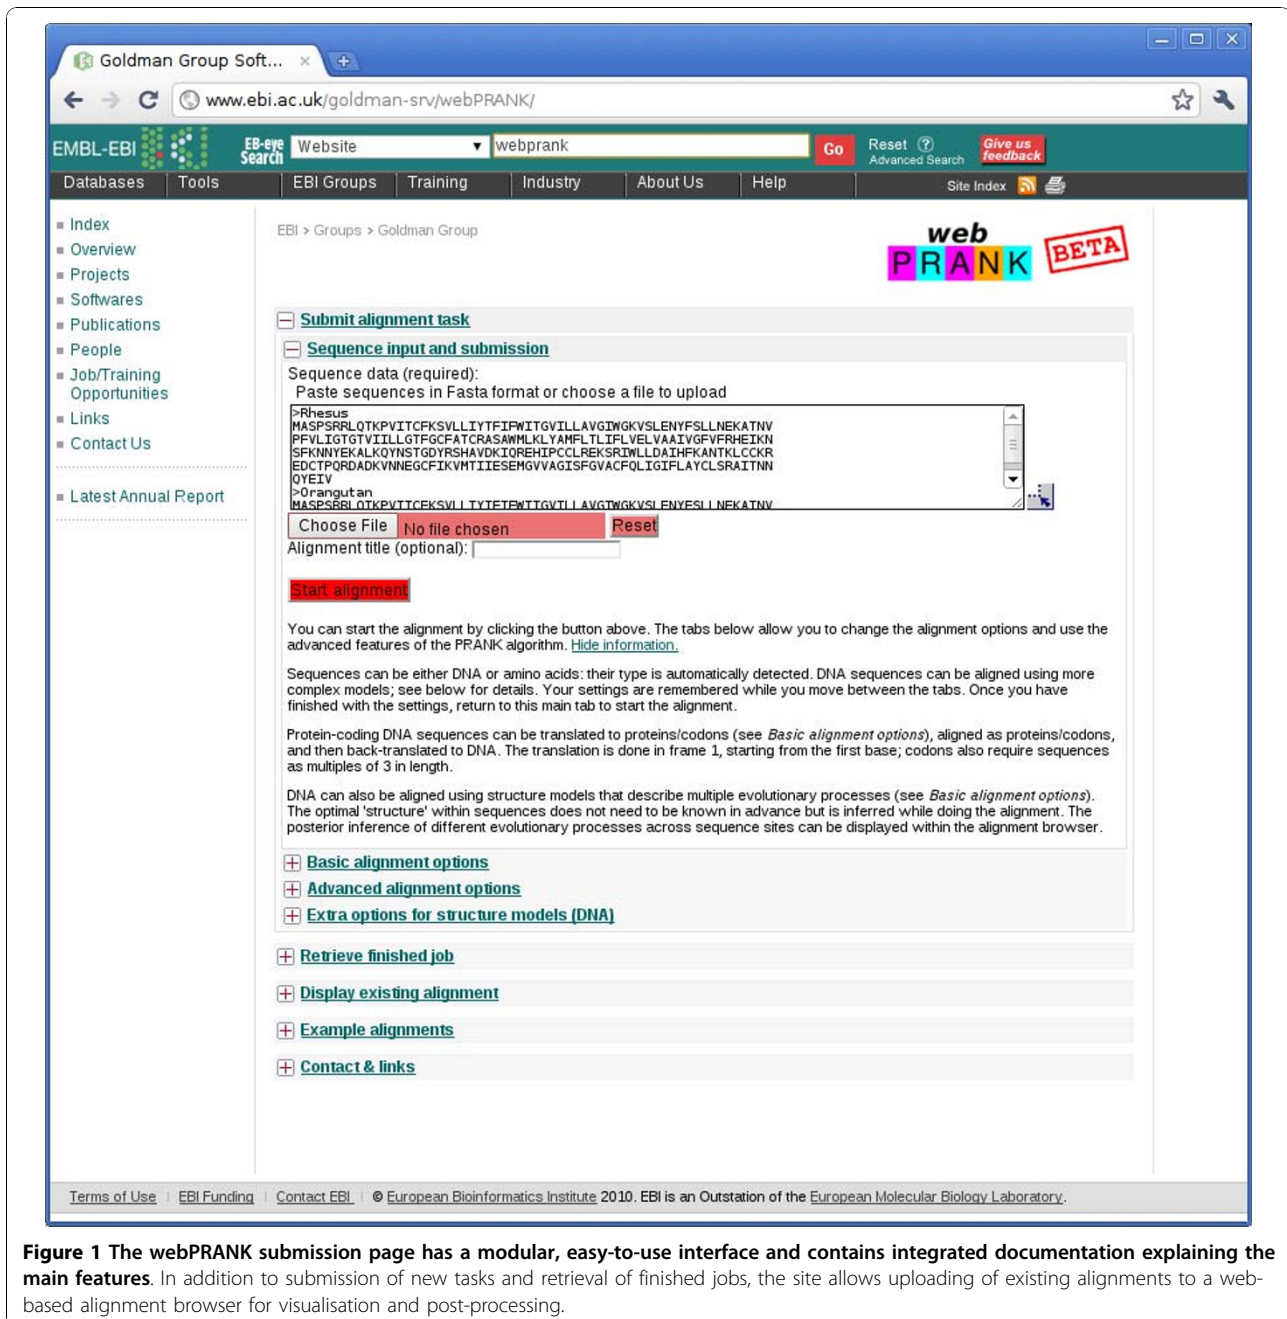 Goldman Group Soft...
www.ebi.ac.uk/goldman-srv/webPRANK/
EMBL-EBI
EB-eye
Search
Website
webprank
Go
Reset ?
Advanced Search
Give us
feedback
Databases
Tools
EBI Groups
Training
Industry
About Us
Help
Site Index
Index
Overview
Projects
Softwares
Publications
People
Job/Training
Opportunities
Links
Contact Us
Latest Annual Report
EBI > Groups > Goldman Group
web
PRANK
BETA
Submit alignment task
Sequence input and submission
Sequence data (required):
Paste sequences in Fasta format or choose a file to upload
>Rhesus
MASPSRRLQTKPVITCFKSVLLIYTFIFWITGVILLAVGIWGKVSLENYFSLLNEKATNV
PFVLIGTGTVIILLGTFGCFATCRASAWMLKLYAMFLTLIFLVELVAAIVGFVFRHEIKN
SFKNNYEKALKQYNSTGDYRSHAVDKIQREHIPCCLREKSRIWLLDAIHFKANTKLCCKR
EDCTPQRDADKVNNEGCFIKVMTIIESEMGVVAGISFGVACFQLIGIFLAYCLSRAITNN
QYEIV
>Orangutan
MASPSRRLQTKPVITCFKSVLLIYTFIFWITGVILLAVGIWGKVSLENYFSLLNEKATNV
Choose File No file chosen Reset
Alignment title (optional):
Start alignment
You can start the alignment by clicking the button above. The tabs below allow you to change the alignment options and use the
advanced features of the PRANK algorithm. Hide information.
Sequences can be either DNA or amino acids: their type is automatically detected. DNA sequences can be aligned using more
complex models; see below for details. Your settings are remembered while you move between the tabs. Once you have
finished with the settings, return to this main tab to start the alignment.
Protein-coding DNA sequences can be translated to proteins/codons (see Basic alignment options), aligned as proteins/codons,
and then back-translated to DNA. The translation is done in frame 1, starting from the first base; codons also require sequences
as multiples of 3 in length.
DNA can also be aligned using structure models that describe multiple evolutionary processes (see Basic alignment options).
The optimal 'structure' within sequences does not need to be known in advance but is inferred while doing the alignment. The
posterior inference of different evolutionary processes across sequence sites can be displayed within the alignment browser.
Basic alignment options
Advanced alignment options
Extra options for structure models (DNA)
Retrieve finished job
Display existing alignment
Example alignments
Contact & links
Terms of Use | EBI Funding | Contact EBI | © European Bioinformatics Institute 2010. EBI is an Outstation of the European Molecular Biology Laboratory.
Figure 1 The webPRANK submission page has a modular, easy-to-use interface and contains integrated documentation explaining the
main features. In addition to submission of new tasks and retrieval of finished jobs, the site allows uploading of existing alignments to a web-
based alignment browser for visualisation and post-processing.